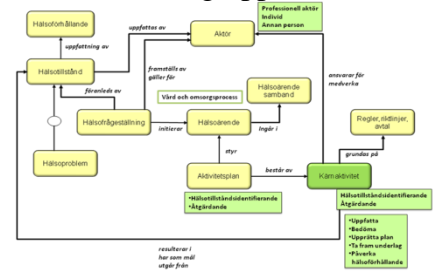 Professionell aktör
Individ
Annan person
Hälsoförhållande
Aktör
uppfattas av
uppfattning av
Hälsotillstånd
framställs av
gäller för
ansvarar för
medverka
föranleds av
Vård och omsorgsprocess
Hälsoärende
samband
Regler, riktlinjer,
avtal
Hälsofrågeställning
initierar
Hälsoärende
Ingår i
styr
grundas på
Hälsoproblem
Aktivitetsplan
består av
Kärnaktivitet
•Hälsotillståndsidentifierande
•Åtgärdande
Hälsotillståndsidentifierande
Åtgärdande
•Uppfatta
•Bedöma
•Upprätta plan
•Ta fram underlag
•Påverka
hälsoförhållande
resulterar i
har som mål
utgår från